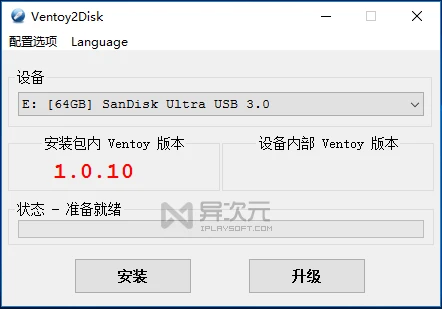 Ventoy2Disk
配置选项 Language
设备
E: [64GB] SanDisk Ultra USB 3.0
安装包内 Ventoy 版本 设备内部 Ventoy 版本
1.0.10
状态 - 准备就绪
异次元
IPLAYSOFT.COM
安装 升级